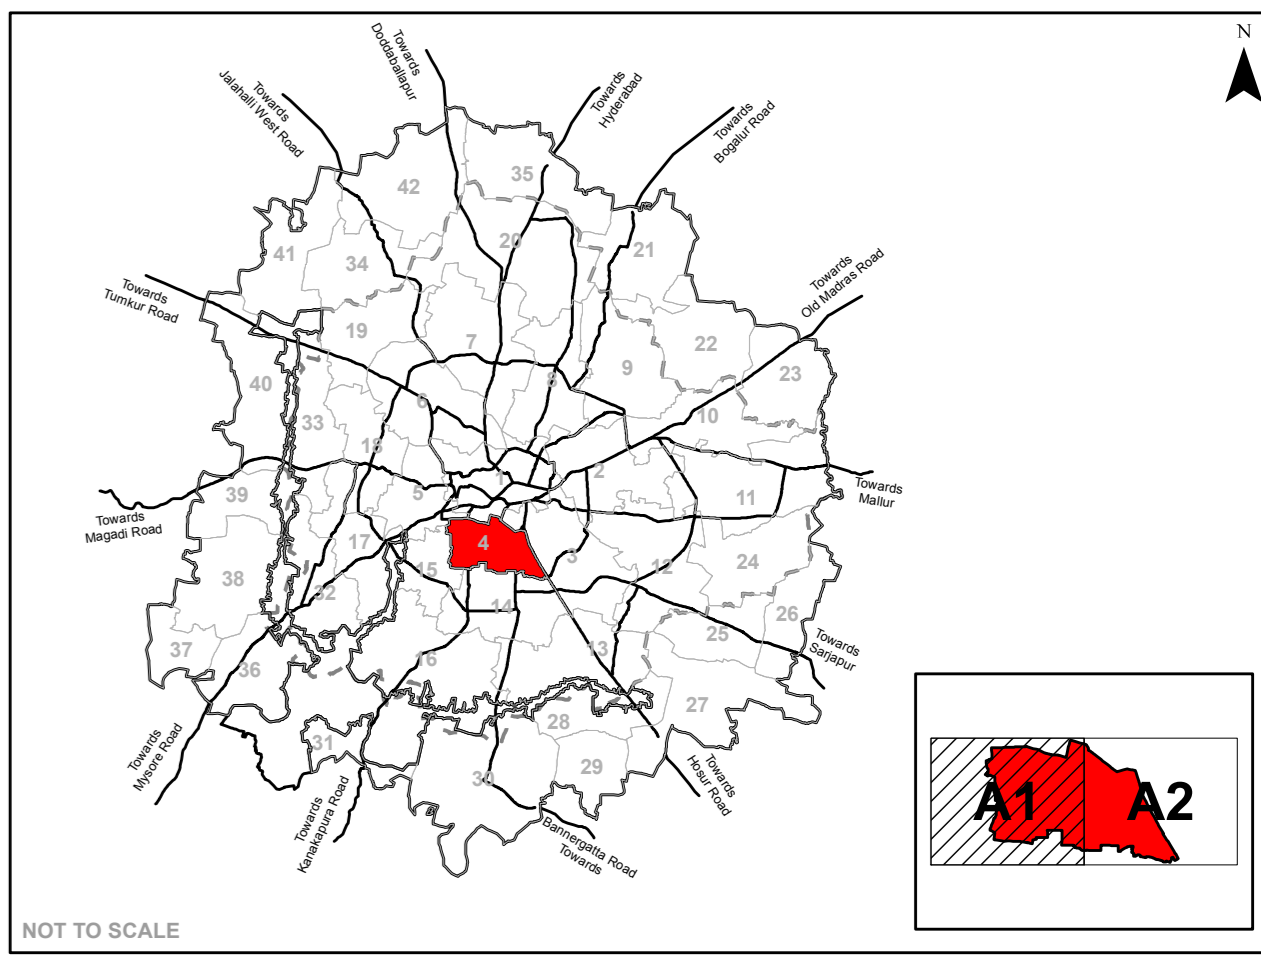 N
Towards
Doddaballapur
Towards
Hyderabad
Towards
Jalahalli West Road
Towards
Bogalur Road
35
42
20
21
41
34
Towards
Old Madras Road
Towards
Tumkur Road
19
7
22
9
8
23
40
6
10
33
18
1
2
5
39
11
Towards
Mallur
Towards
Magadi Road
17
4
3
12
24
15
38
32
14
26
25
13
Towards
Sarjapur
37
16
36
27
28
31
30
29
Towards
Mysore Road
Towards
Kanakapura Road
Towards
Hosur Road
Bannergatta Road
Towards
A1
A2
NOT TO SCALE